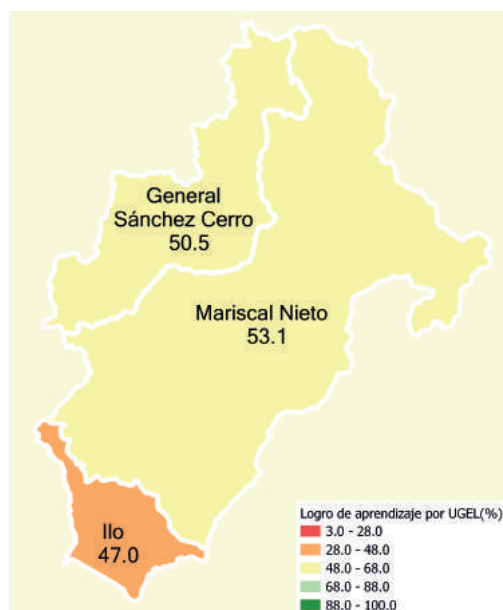 General
Sánchez Cerro
50.5
Mariscal Nieto
53.1
Ilo
47.0
Logro de aprendizaje por UGEL(%)
3.0 - 28.0
28.0 - 48.0
48.0 - 68.0
68.0 - 88.0
88.0 - 100.0